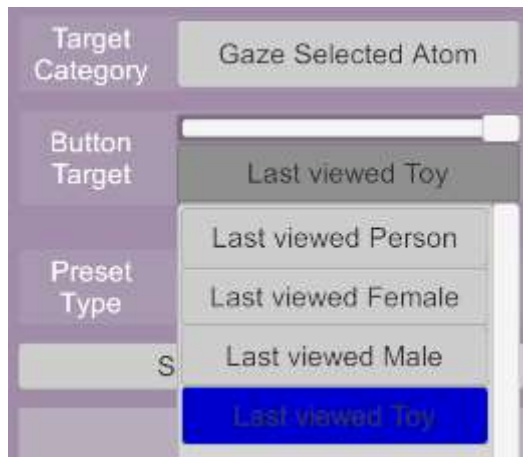 Target
Category
Gaze Selected Atom
Button
Target
Last viewed Toy
Last viewed Person
Preset
Type
Last viewed Female
Last viewed Male
S
Last viewed Toy